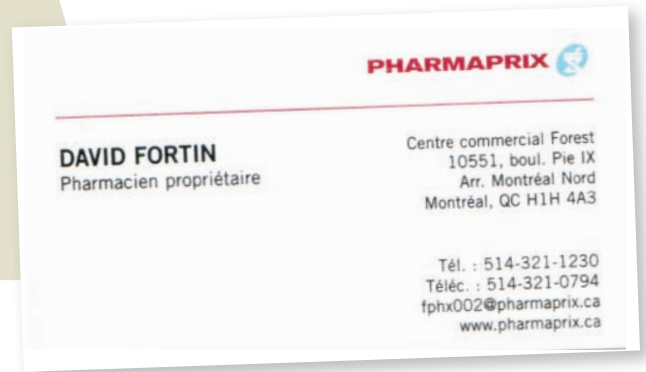 PHARMAPRIX
DAVID FORTIN
Pharmacien propriétaire
Centre commercial Forest
10551, boul. Pie IX
Arr. Montréal Nord
Montréal, QC H1H 4A3
Tél. : 514-321-1230
Téléc. : 514-321-0794
fphx002@pharmaprix.ca
www.pharmaprix.ca